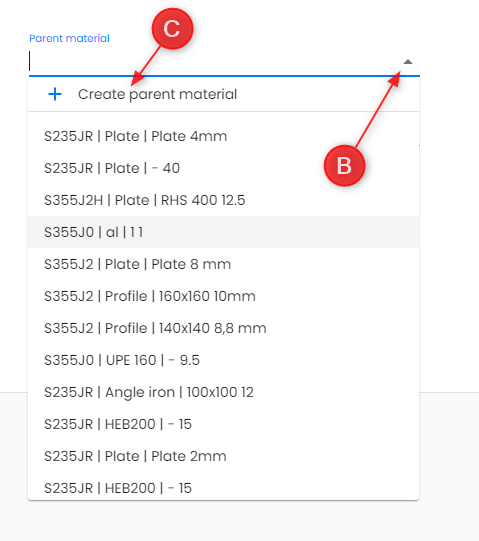 C
Parent material
+ Create parent material
S235JR | Plate | Plate 4mm
S235JR | Plate | - 40
B
S355J2H | Plate | RHS 400 12.5
S355J0 | al | 1 1
S355J2 | Plate | Plate 8 mm
S355J2 | Profile | 160x160 10mm
S355J2 | Profile | 140x140 8,8 mm
S355J0 | UPE 160 | - 9.5
S235JR | Angle iron | 100x100 12
S235JR | HEB200 | - 15
S235JR | Plate | Plate 2mm
S235JR | HEB200 | - 15